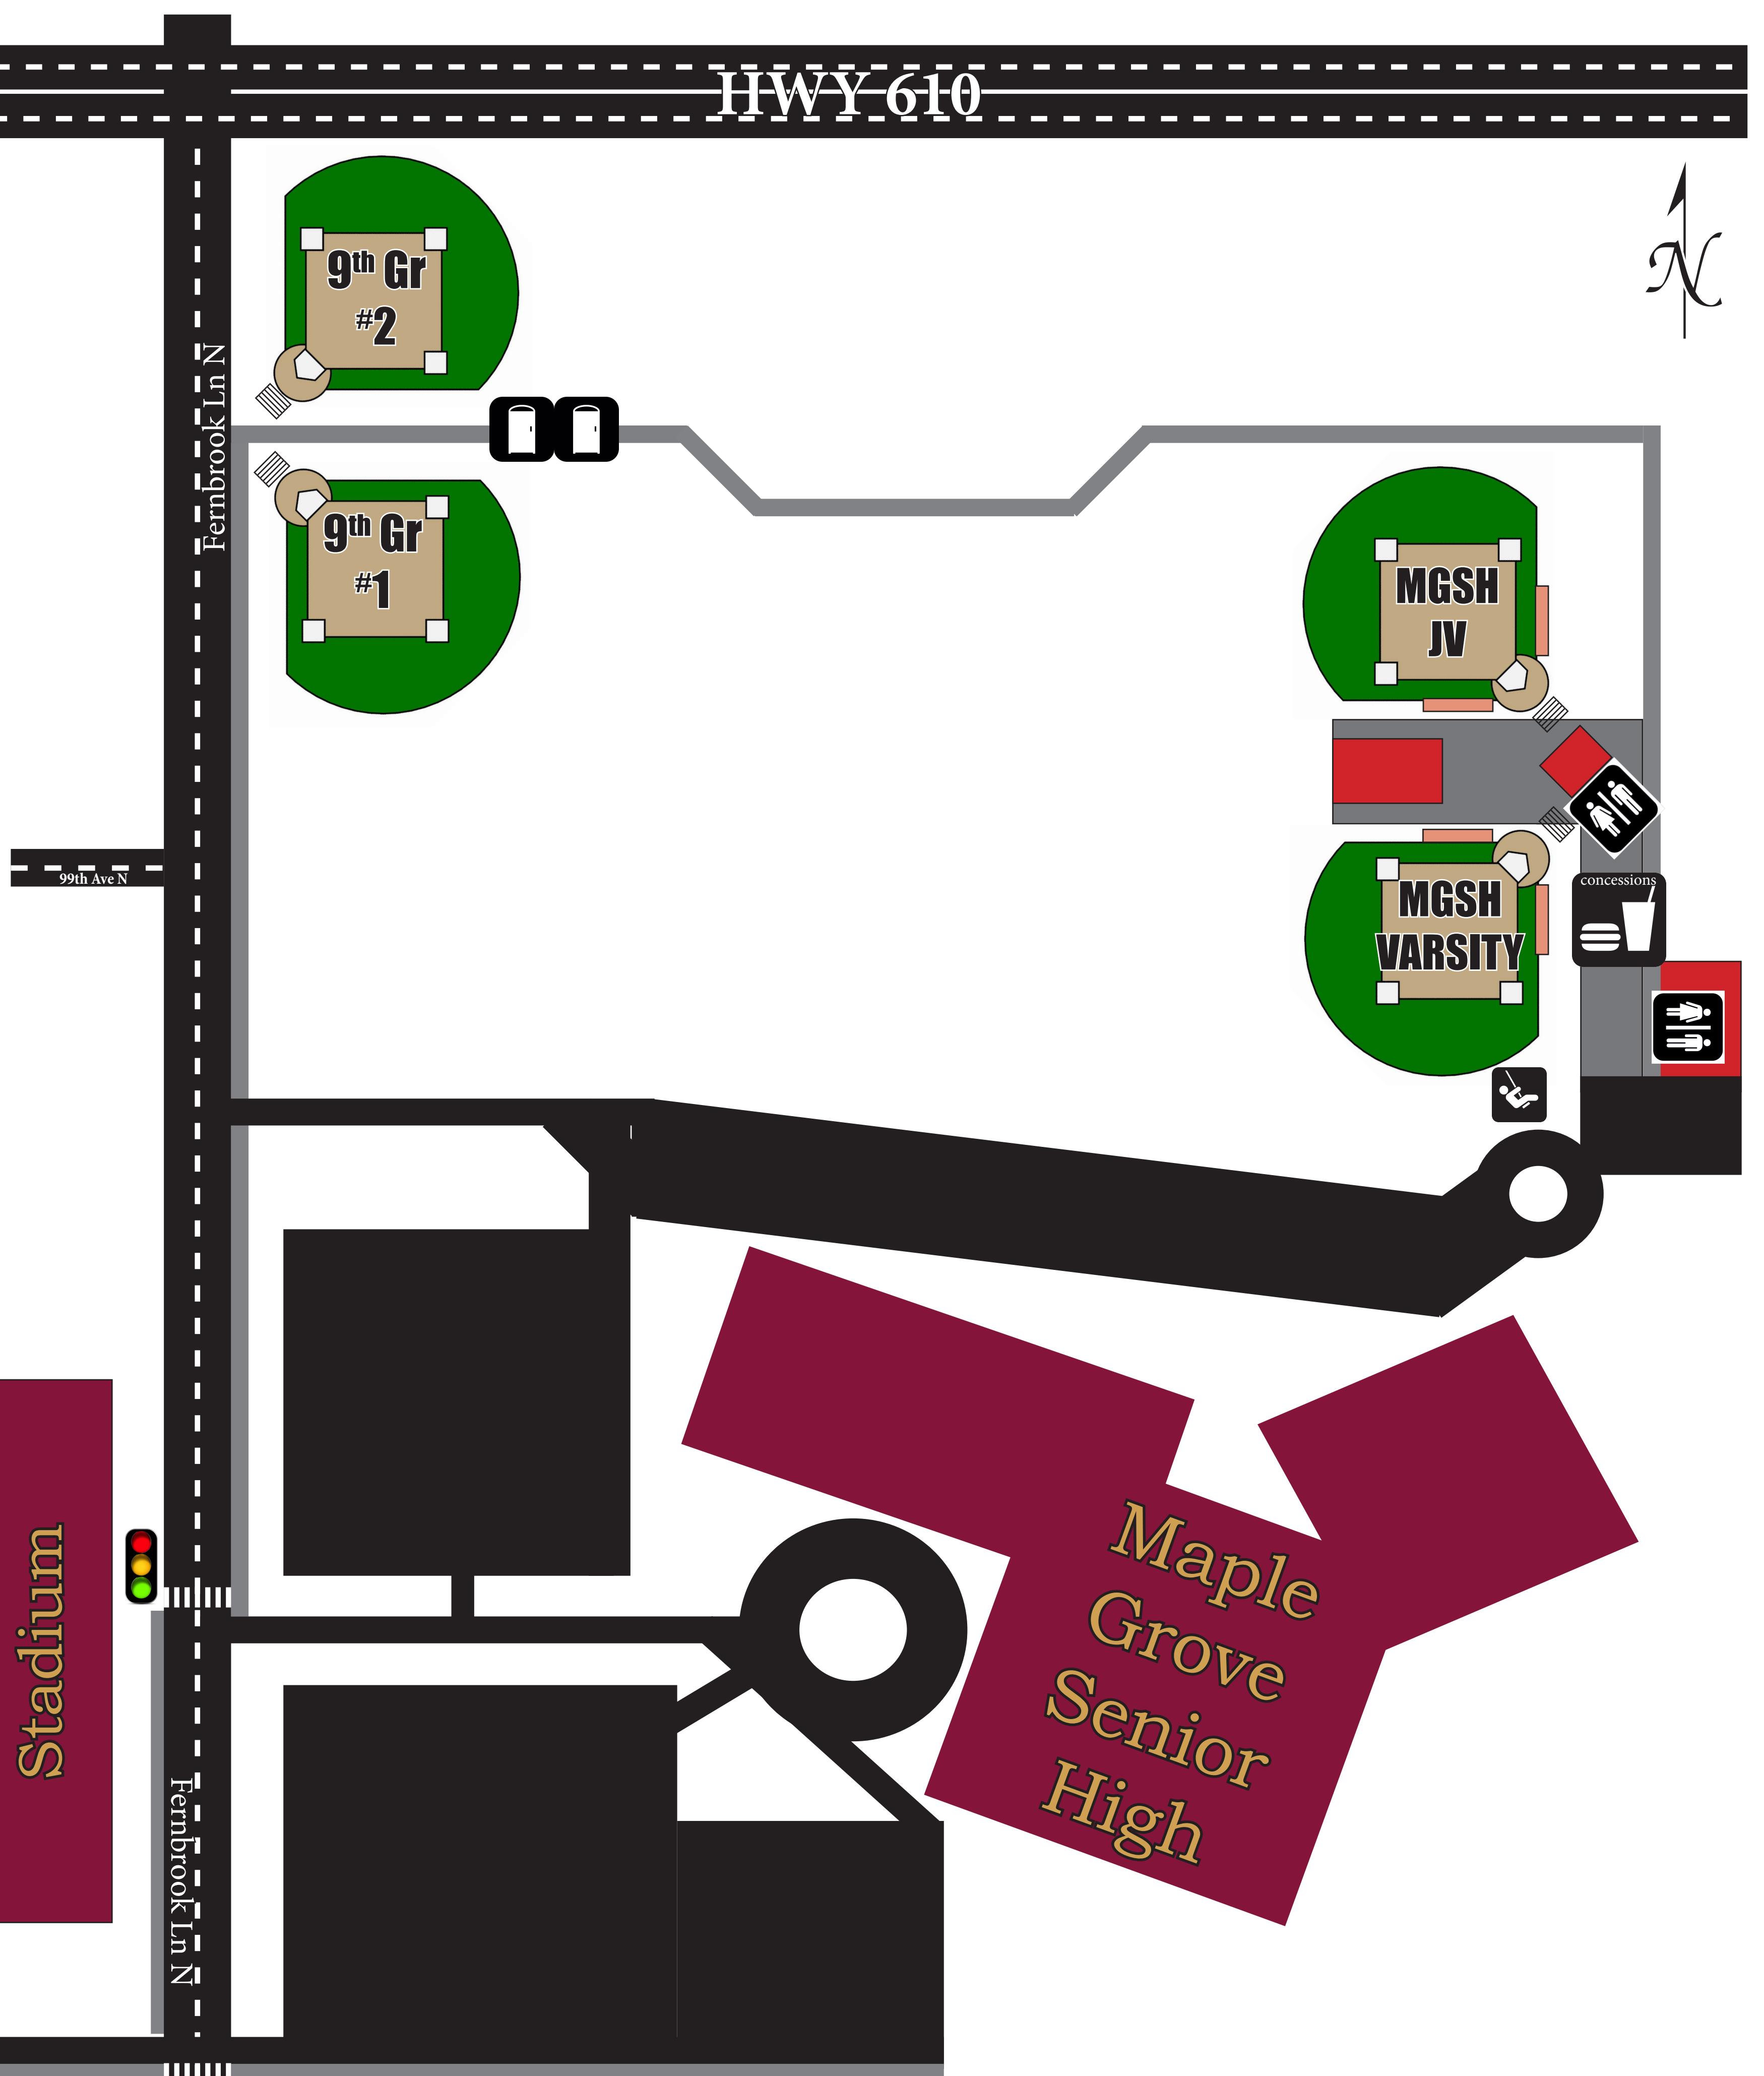 HWY 610
N
9th Gr
#2
Fernbrook Ln N
9th Gr
#1
MGSH
JV
99th Ave N
MGSH
VARSITY
concessions
Stadium
Maple
Grove
Senior
High
Fernbrook Ln N